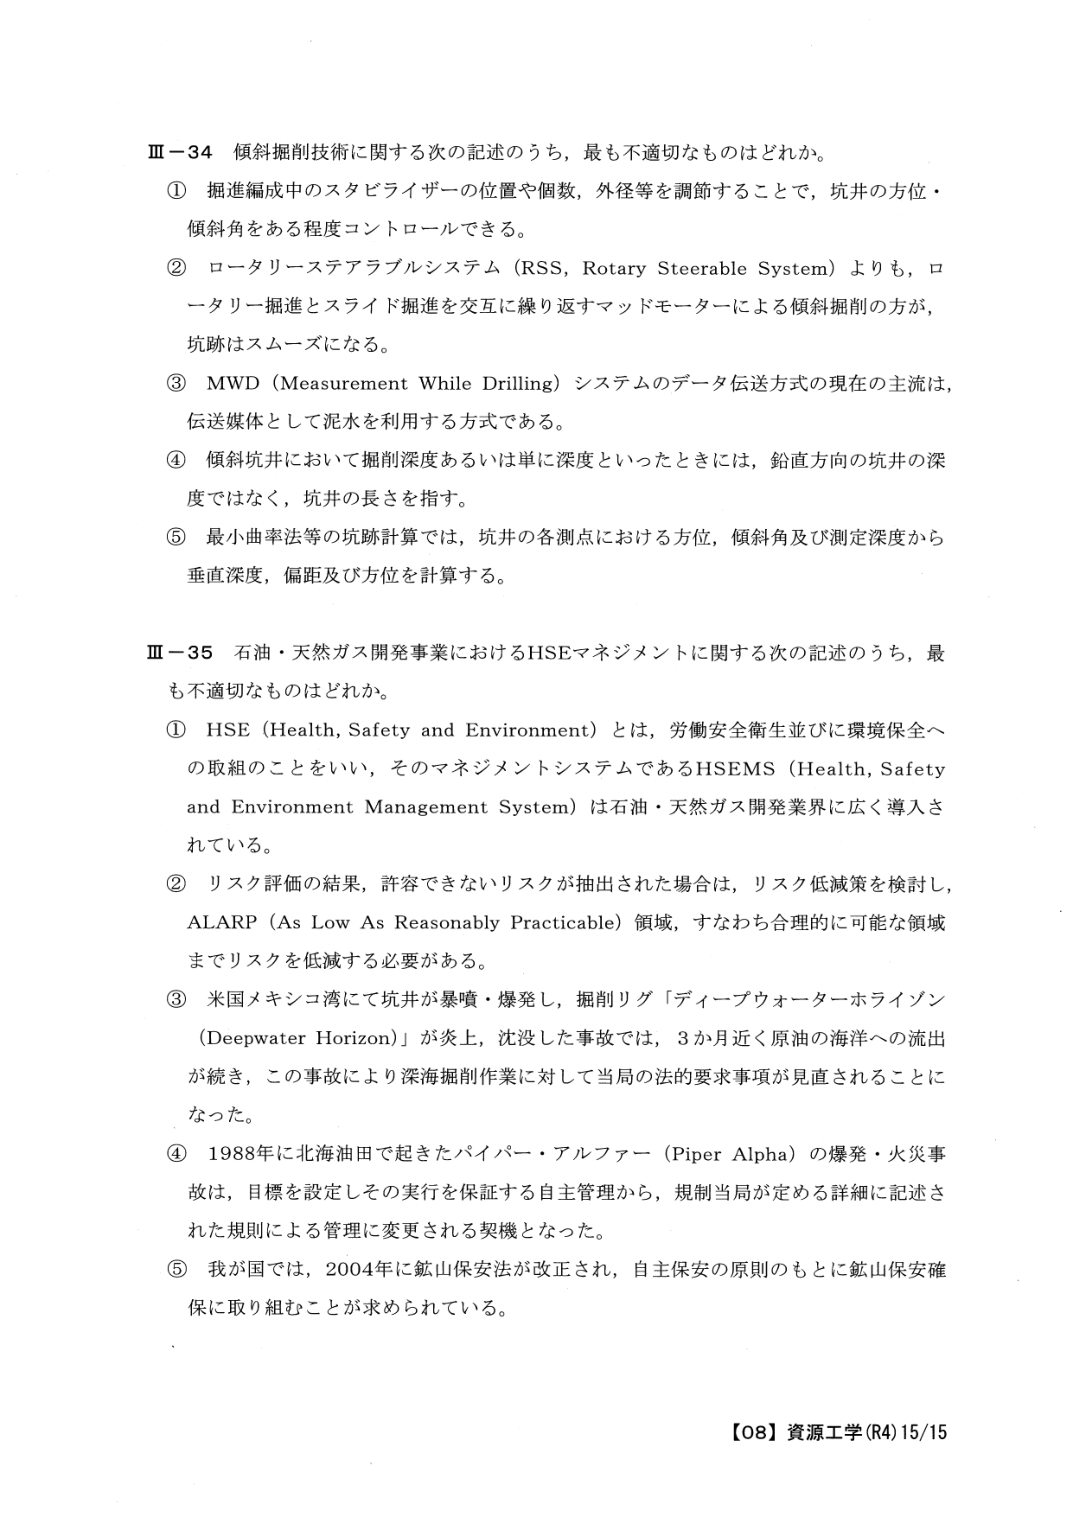 Ⅲ－34　傾斜掘削技術に関する次の記述のうち，最も不適切なものはどれか。
①　掘進編成中のスタビライザーの位置や個数，外径等を調節することで，坑井の方位・
傾斜角をある程度コントロールできる。
②　ロータリーステアラブルシステム（RSS，Rotary Steerable System）よりも，ロ
ータリー掘進とスライド掘進を交互に繰り返すマッドモーターによる傾斜掘削の方が，
坑跡はスムーズになる。
③　MWD（Measurement While Drilling）システムのデータ伝送方式の現在の主流は，
伝送媒体として泥水を利用する方式である。
④　傾斜坑井において掘削深度あるいは単に深度といったときには，鉛直方向の坑井の深
度ではなく，坑井の長さを指す。
⑤　最小曲率法等の坑跡計算では，坑井の各測点における方位，傾斜角及び測定深度から
垂直深度，偏距及び方位を計算する。
Ⅲ－35　石油・天然ガス開発事業におけるHSEマネジメントに関する次の記述のうち，最
も不適切なものはどれか。
①　HSE（Health, Safety and Environment）とは，労働安全衛生並びに環境保全へ
の取組のことをいい，そのマネジメントシステムであるHSEMS（Health, Safety
and Environment Management System）は石油・天然ガス開発業界に広く導入さ
れている。
②　リスク評価の結果，許容できないリスクが抽出された場合は，リスク低減策を検討し，
ALARP（As Low As Reasonably Practicable）領域，すなわち合理的に可能な領域
までリスクを低減する必要がある。
③　米国メキシコ湾にて坑井が暴噴・爆発し，掘削リグ「ディープウォーターホライゾン
（Deepwater Horizon）」が炎上，沈没した事故では，３か月近く原油の海洋への流出
が続き，この事故により深海掘削作業に対して当局の法的要求事項が見直されることに
なった。
④　1988年に北海油田で起きたパイパー・アルファー（Piper Alpha）の爆発・火災事
故は，目標を設定しその実行を保証する自主管理から，規制当局が定める詳細に記述さ
れた規則による管理に変更される契機となった。
⑤　我が国では，2004年に鉱山保安法が改正され，自主保安の原則のもとに鉱山保安確
保に取り組むことが求められている。
【08】資源工学(R4)15/15